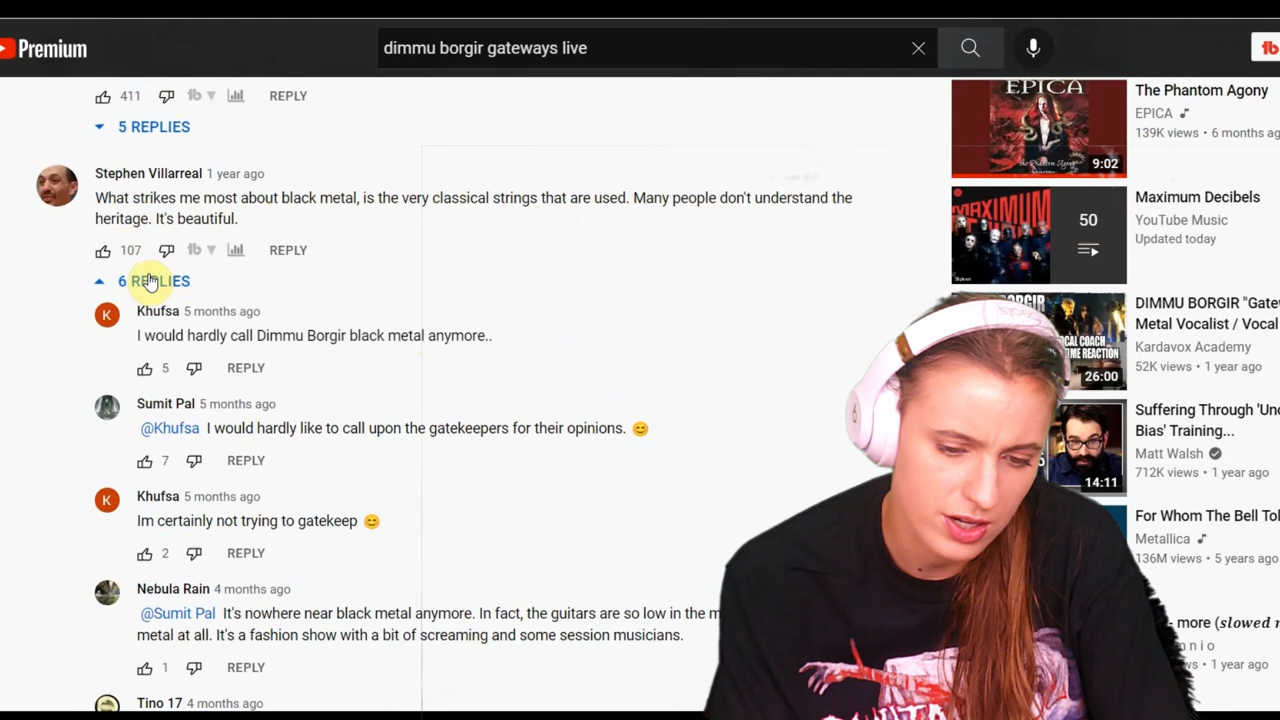 Premium
dimmu borgir gateways live
411
REPLY
5 REPLIES
Stephen Villarreal 1 year ago
What strikes me most about black metal, is the very classical strings that are used. Many people don't understand the
heritage. It's beautiful.
107
REPLY
6 REPLIES
Khufsa 5 months ago
I would hardly call Dimmu Borgir black metal anymore..
5
REPLY
Sumit Pal 5 months ago
@Khufsa I would hardly like to call upon the gatekeepers for their opinions. 😊
7
REPLY
Khufsa 5 months ago
Im certainly not trying to gatekeep 😊
2
REPLY
Nebula Rain 4 months ago
@Sumit Pal It's nowhere near black metal anymore. In fact, the guitars are so low in the m
metal at all. It's a fashion show with a bit of screaming and some session musicians.
1
REPLY
Tino 17 4 months ago
EPICA
The Phantom Agony
9:02
The Phantom Agony
EPICA
139K views • 6 months ag
MAXIMUM
50
Maximum Decibels
YouTube Music
Updated today
BORGIR
VOCAL COACH
REACTION
26:00
DIMMU BORGIR "Gatew
Metal Vocalist / Vocal
Kardavox Academy
52K views • 1 year ago
14:11
Suffering Through 'Unc
Bias' Training...
Matt Walsh
712K views • 1 year ago
For Whom The Bell Tol
Metallica
136M views • 5 years ago
- more (slowed
n n i o
ws • 1 year ago
K
K
tb